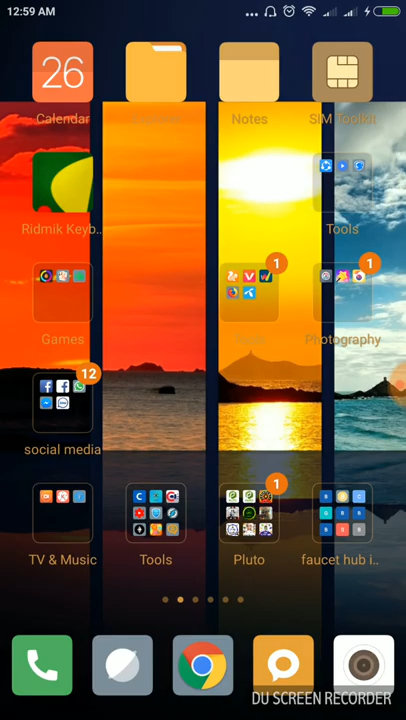 12:59 AM
26
Calendar
Notes
SIM Toolkit
Ridmik Keyb..
Tools
1
1
Games
Photography
12
social media
1
TV & Music
Tools
Pluto
faucet hub i..
DU SCREEN RECORDER